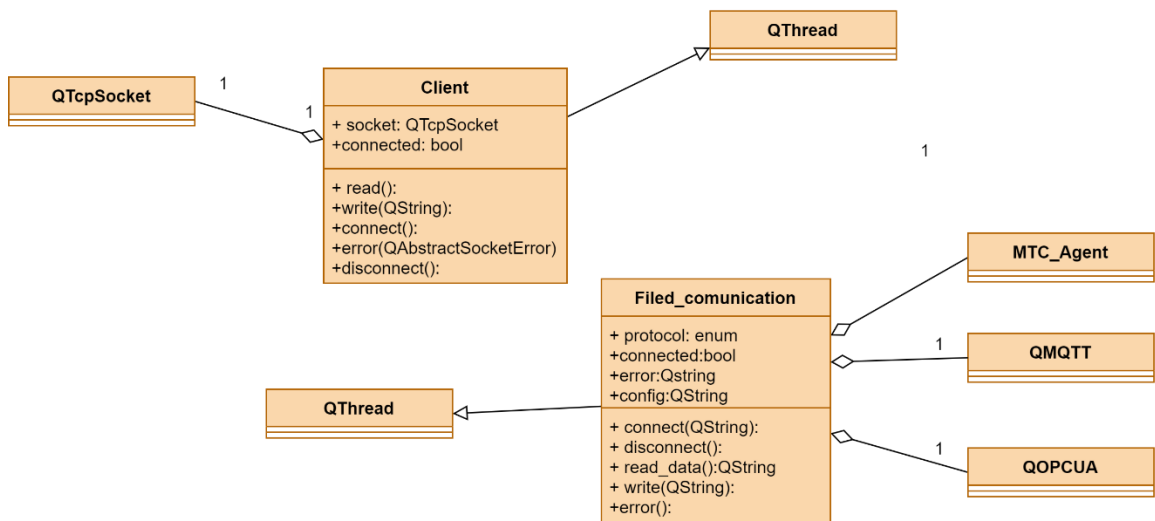 QThread
QTcpSocket
1
1
Client
+ socket: QTcpSocket
+connected: bool
+ read():
+write(QString):
+connect():
+error(QAbstractSocketError)
+disconnect():
1
MTC_Agent
Filed_comunication
+ protocol: enum
+connected:bool
+error:Qstring
+config:QString
+ connect(QString):
+ disconnect():
+ read_data():QString
+ write(QString):
+error():
1
QMQTT
QThread
1
QOPCUA